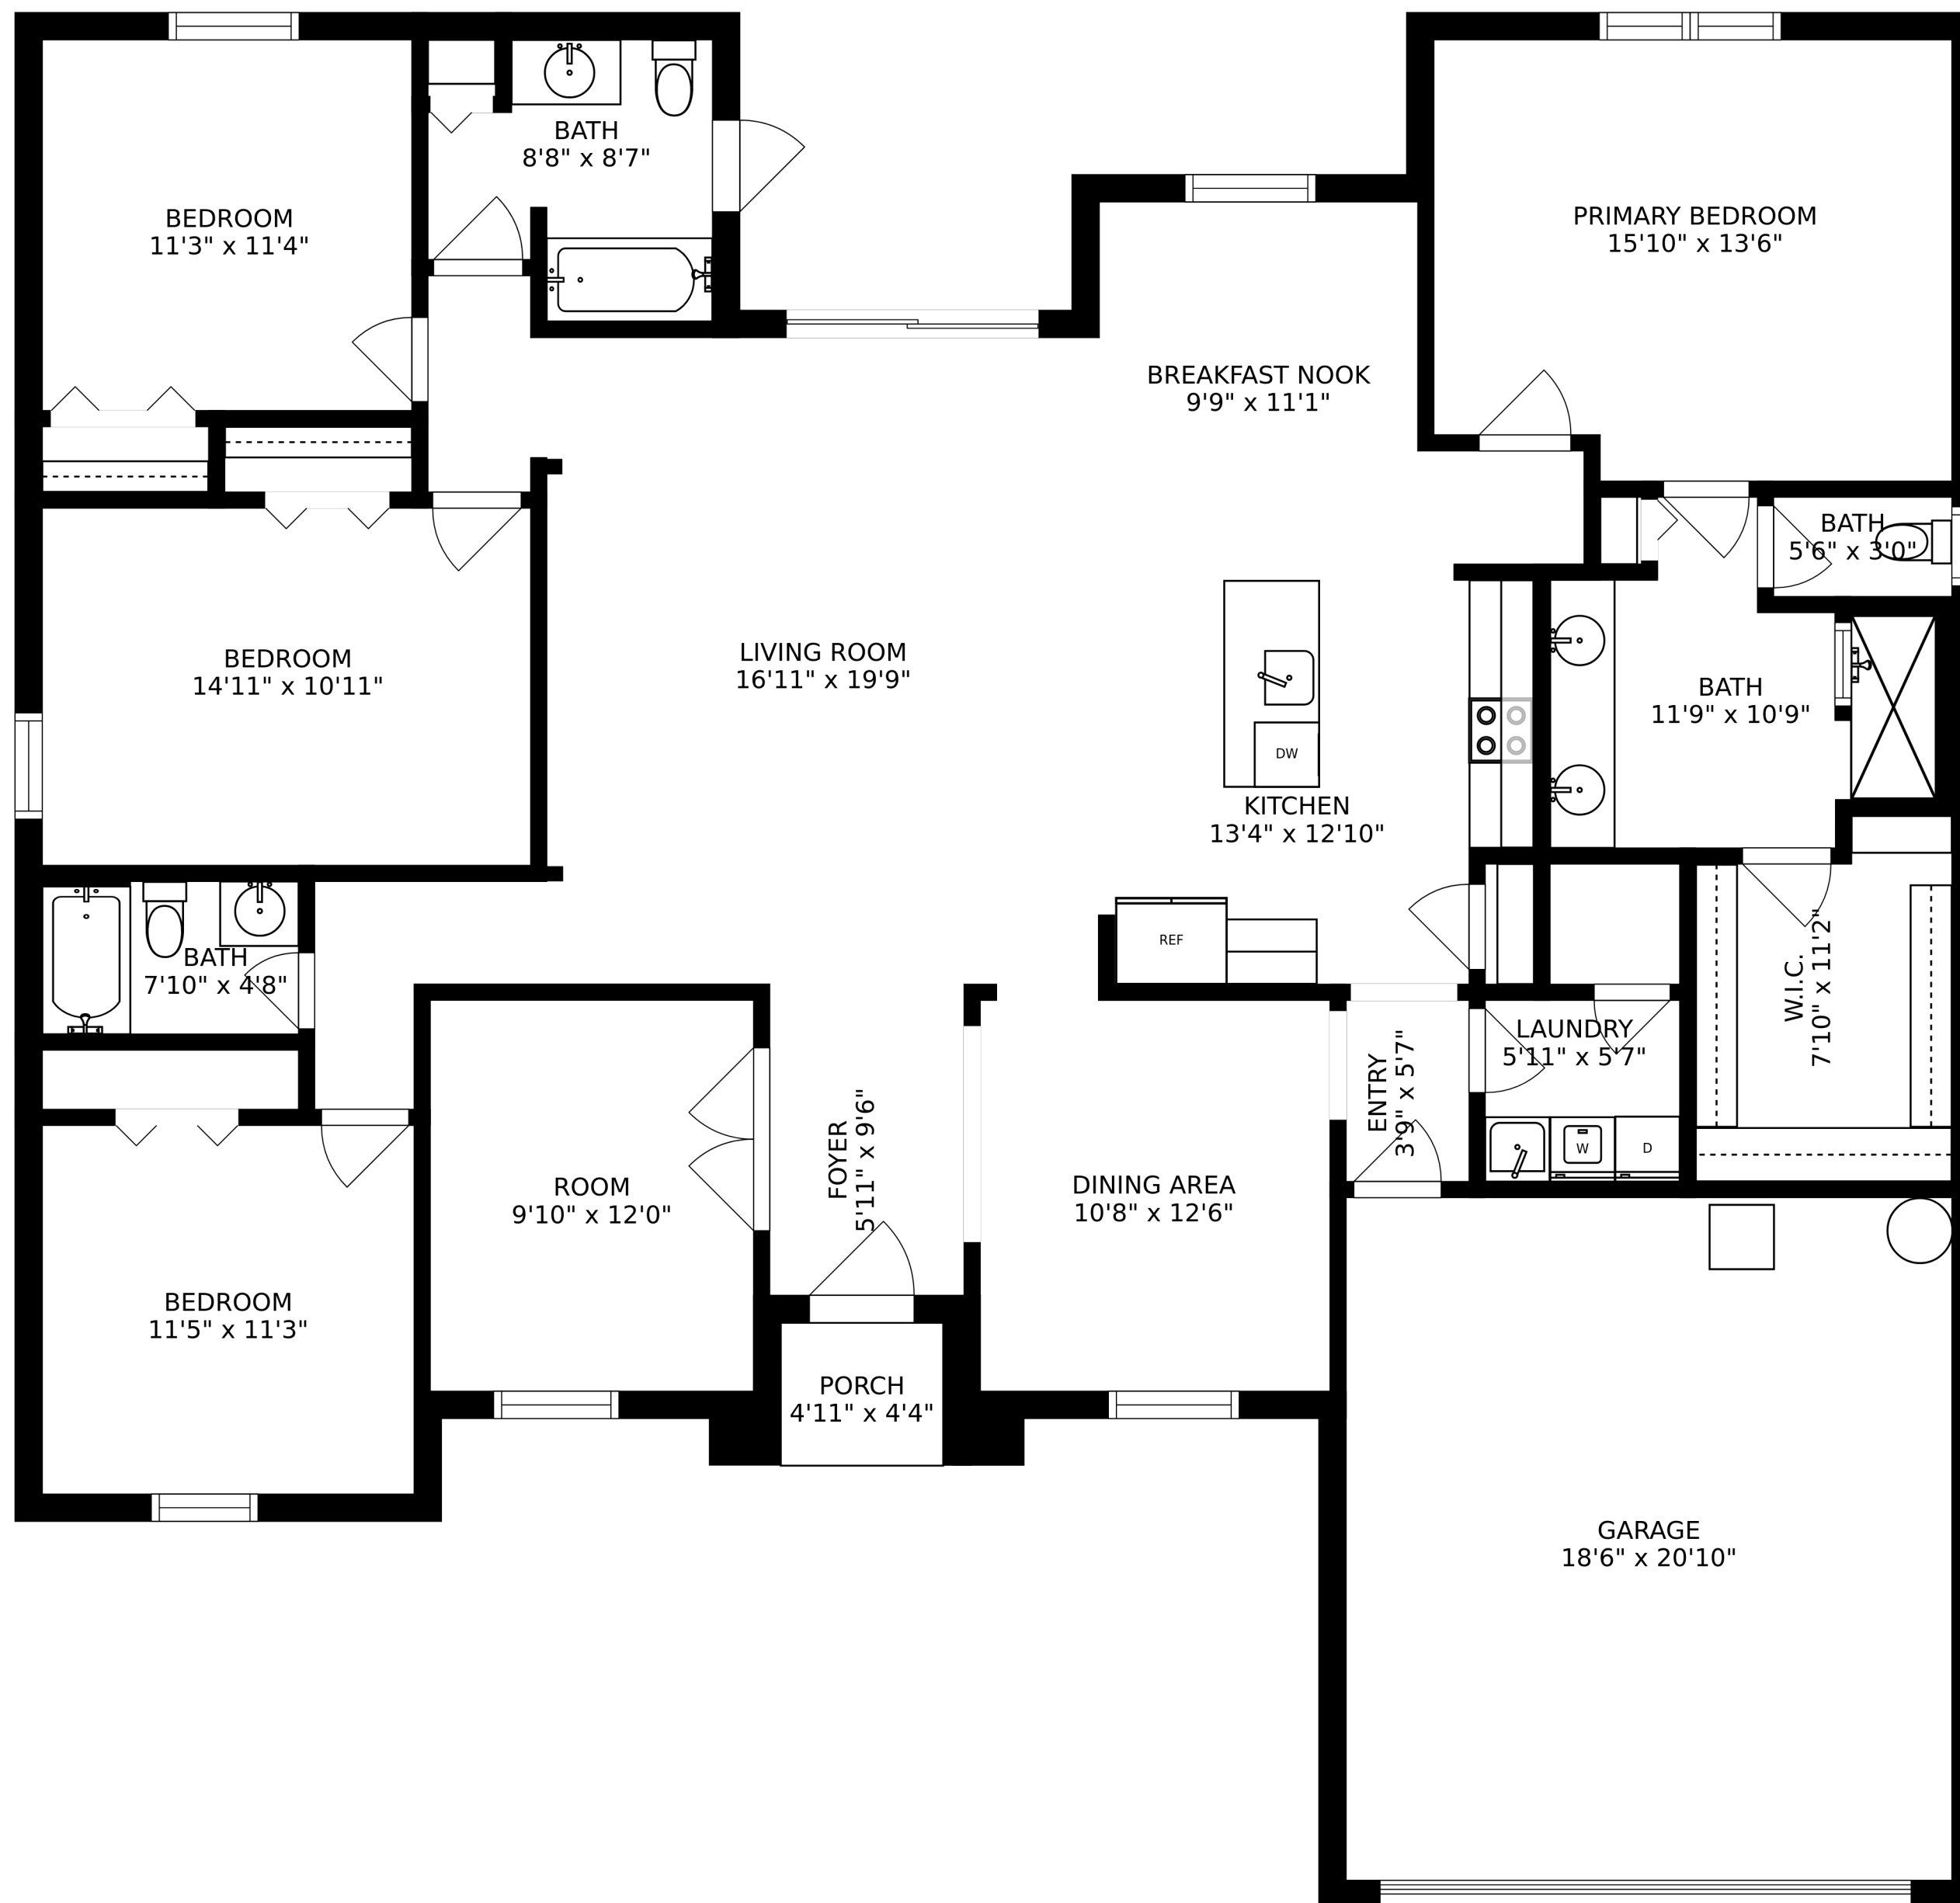 BATH
8'8" x 8'7"
BEDROOM
11'3" x 11'4"
PRIMARY BEDROOM
15'10" x 13'6"
BREAKFAST NOOK
9'9" x 11'1"
BATH
5'6" x 3'0"
BEDROOM
14'11" x 10'11"
LIVING ROOM
16'11" x 19'9"
BATH
11'9" x 10'9"
DW
KITCHEN
13'4" x 12'10"
REF
BATH
7'10" x 4'8"
W.I.C.
7'10" x 11'2"
LAUNDRY
5'11" x 5'7"
ENTRY
3'9" x 5'7"
W
D
FOYER
5'11" x 9'6"
ROOM
9'10" x 12'0"
DINING AREA
10'8" x 12'6"
BEDROOM
11'5" x 11'3"
PORCH
4'11" x 4'4"
GARAGE
18'6" x 20'10"